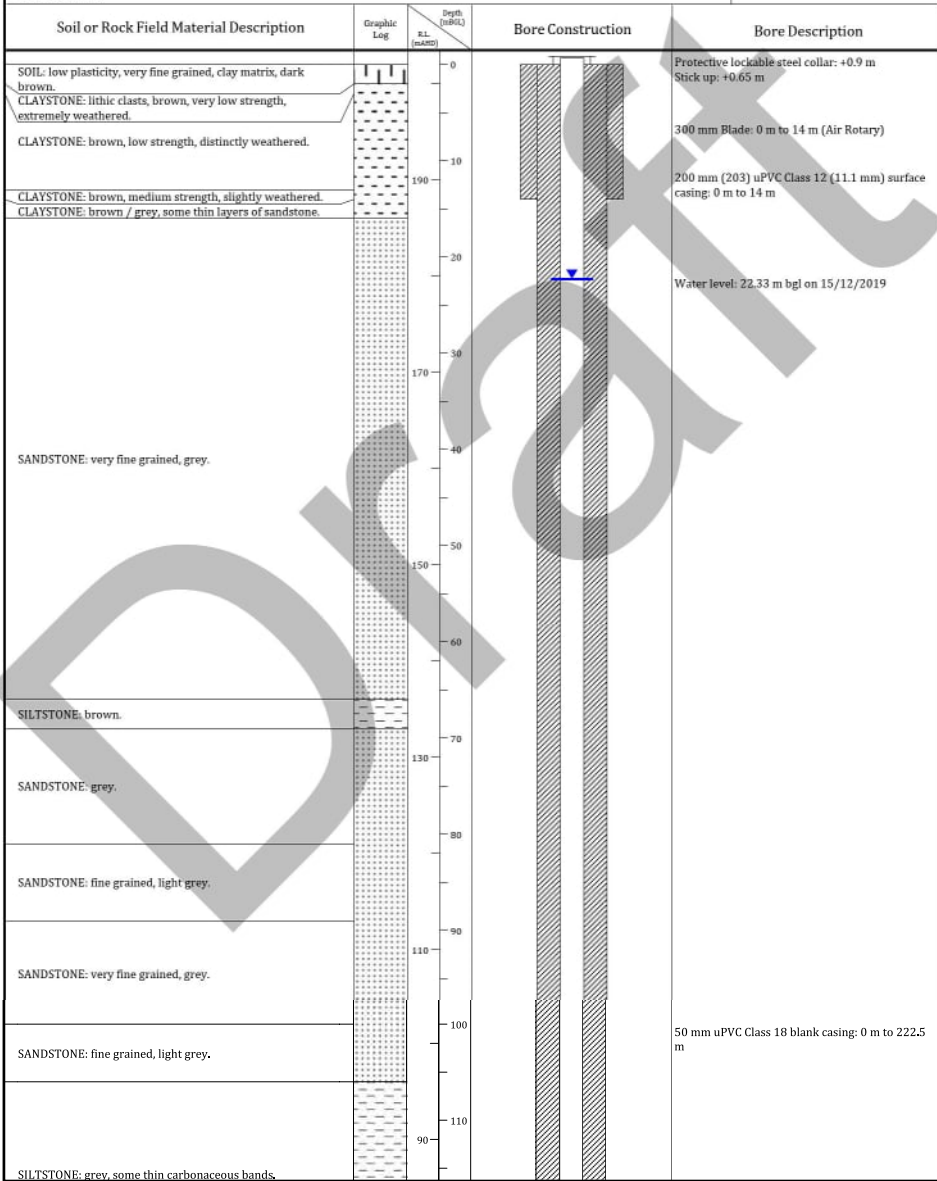 Soil or Rock Field Material Description
Graphic
Log
R.L.
(mAHD)
Depth
(mBGL)
Bore Construction
Bore Description
SOIL: low plasticity, very fine grained, clay matrix, dark
brown.
CLAYSTONE: lithic clasts, brown, very low strength,
extremely weathered.
CLAYSTONE: brown, low strength, distinctly weathered.
CLAYSTONE: brown, medium strength, slightly weathered.
CLAYSTONE: brown / grey, some thin layers of sandstone.
SANDSTONE: very fine grained, grey.
SILTSTONE: brown.
SANDSTONE: grey.
SANDSTONE: fine grained, light grey.
SANDSTONE: very fine grained, grey.
SANDSTONE: fine grained, light grey.
SILTSTONE: grey, some thin carbonaceous bands.
190
170
150
130
110
90
0
10
20
30
40
50
60
70
80
90
100
110
Protective lockable steel collar: +0.9 m
Stick up: +0.65 m
300 mm Blade: 0 m to 14 m (Air Rotary)
200 mm (203) uPVC Class 12 (11.1 mm) surface
casing: 0 m to 14 m
Water level: 22.33 m bgl on 15/12/2019
50 mm uPVC Class 18 blank casing: 0 m to 222.5
m
Draft